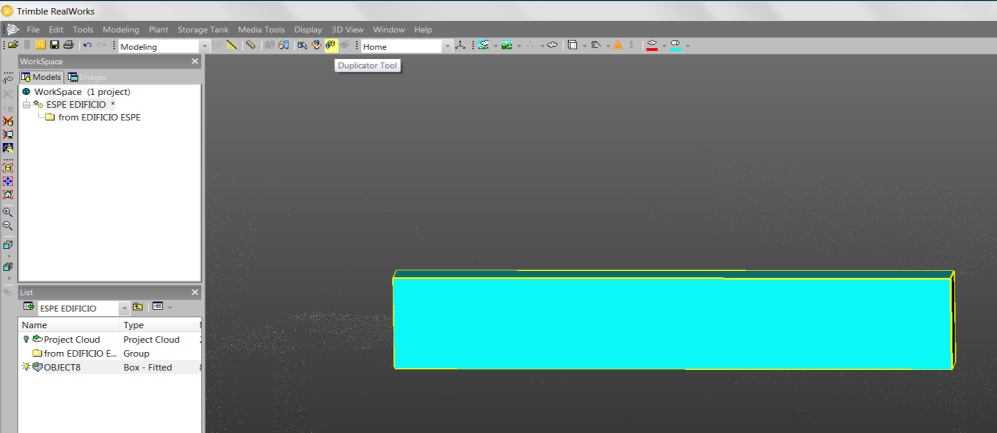 Trimble RealWorks
File Edit Tools Modeling Plant Storage Tank Media Tools Display 3D View Window Help
Modeling Home 1
Duplicator Tool
WorkSpace
Models Images
WorkSpace (1 project)
ESPE EDIFICIO *
from EDIFICIO ESPE
List
ESPE EDIFICIO
Name Type
Project Cloud Project Cloud
from EDIFICIO E... Group
OBJECT8 Box - Fitted